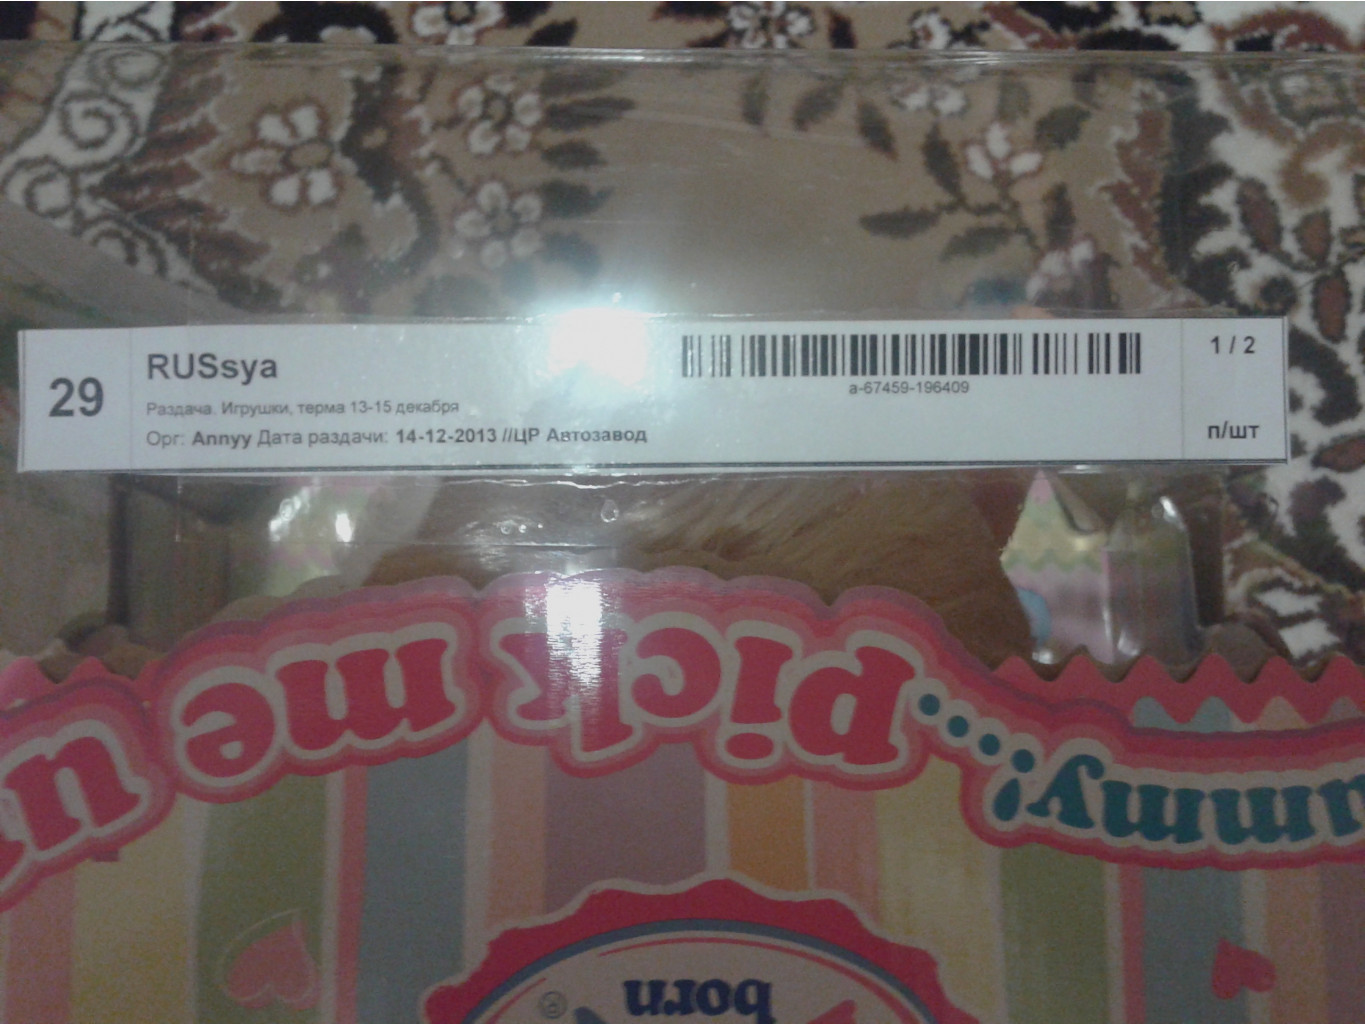 29
RUSsya
Раздача. Игрушки, терма 13-15 декабря
Орг: Annyy Дата раздачи: 14-12-2013 //ЦР Автозавод
a-67459-196409
1 / 2
п/шт
pick me u
...mmy!
born
®